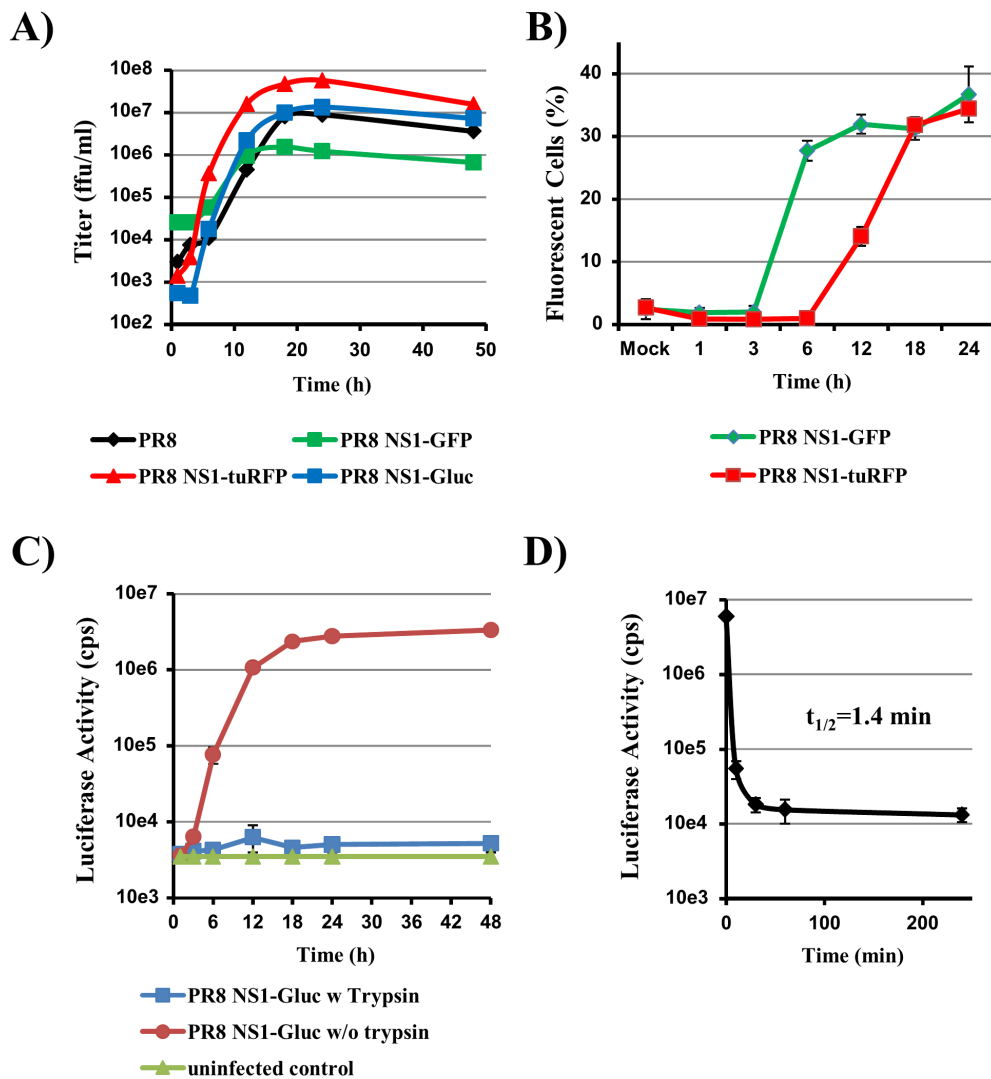 A)
10e8
10e7
10e6
10e5
10e4
10e3
10e2
Titer (ffu/ml)
0 10 20 30 40 50
Time (h)
PR8 PR8 NS1-GFP
PR8 NS1-tuRFP PR8 NS1-Gluc
B)
40
30
20
10
0
Fluorescent Cells (%)
Mock 1 3 6 12 18 24
Time (h)
PR8 NS1-GFP
PR8 NS1-tuRFP
C)
10e7
10e6
10e5
10e4
10e3
Luciferase Activity (cps)
0 6 12 18 24 30 36 42 48
Time (h)
PR8 NS1-Gluc w Trypsin
PR8 NS1-Gluc w/o trypsin
uninfected control
D)
10e7
10e6
10e5
10e4
10e3
Luciferase Activity (cps)
t1/2=1.4 min
0 100 200
Time (min)